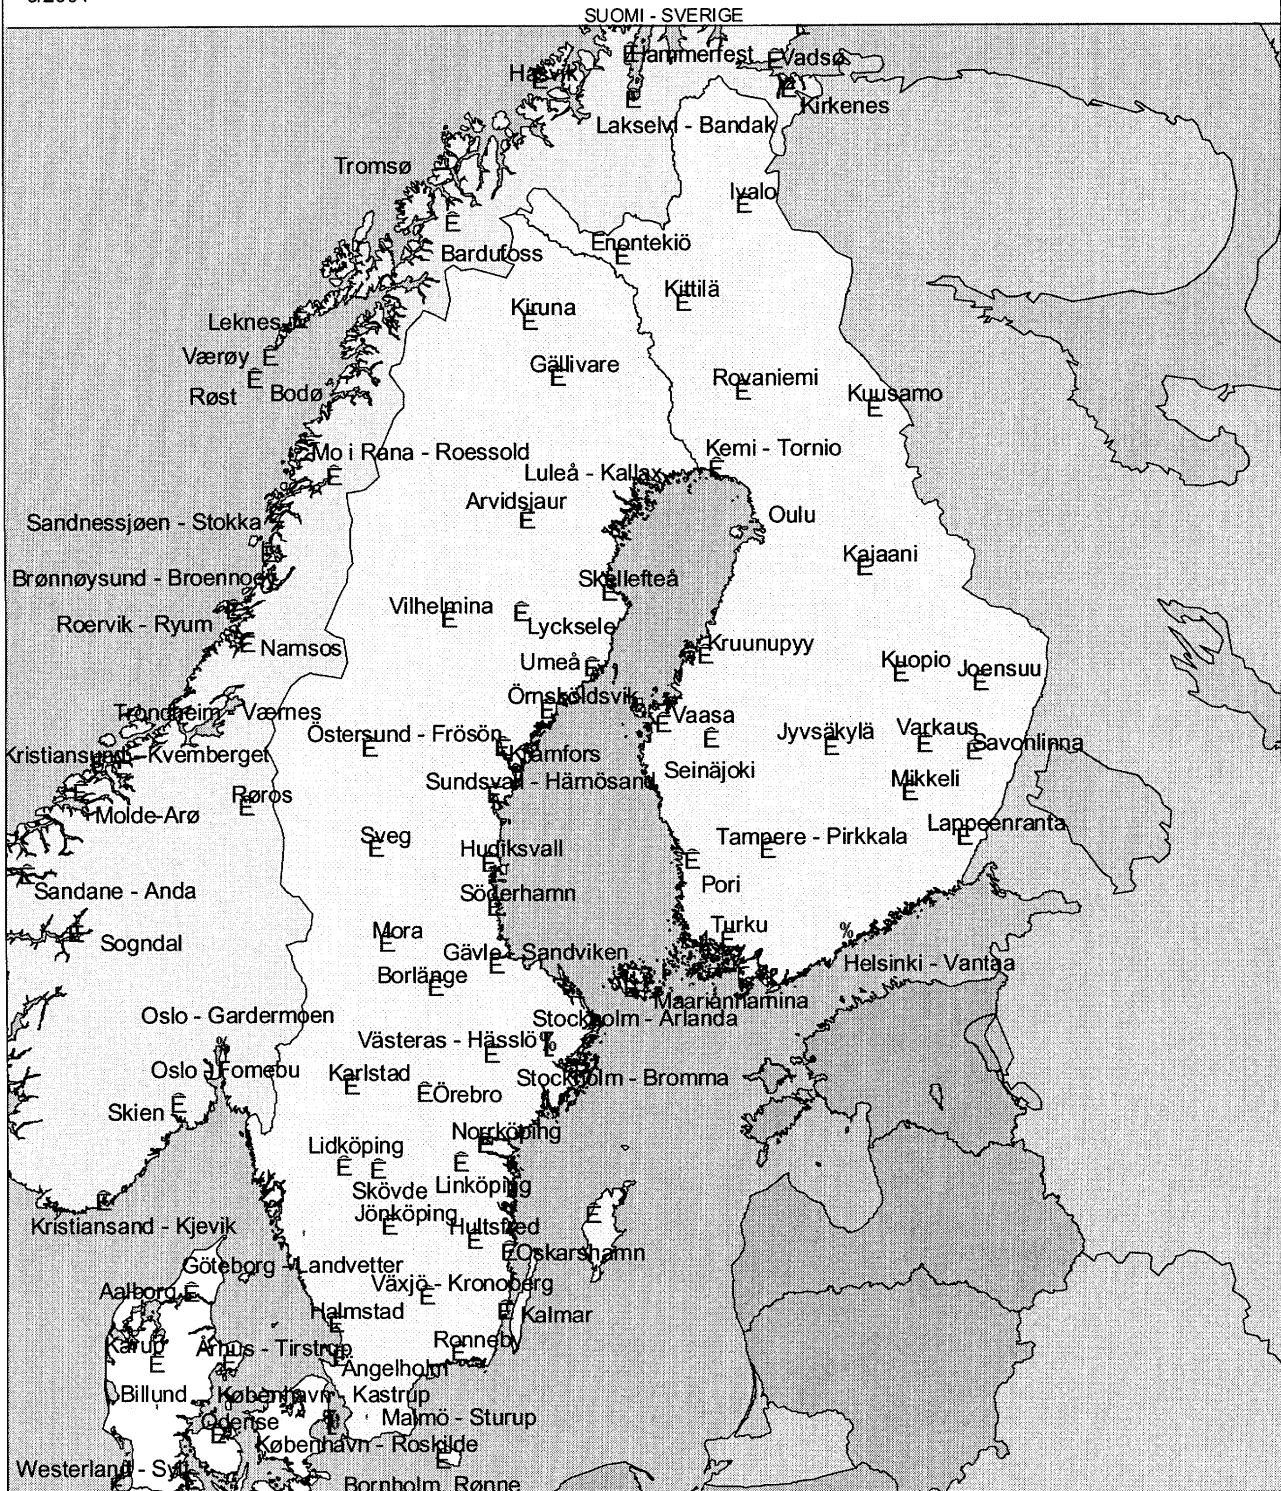 SUOMI - SVERIGE
Hammerfest
Vadsø
Hasvik
Kirkenes
Lakselvi - Bandak
Tromsø
Ivalo
Enontekiö
Bardufoss
Kittilä
Kiruna
Leknes
Værøy
Gällivare
Rovaniemi
Kuusamo
Røst
Bodø
Mo i Rana - Roessold
Kemi - Tornio
Luleå - Kallax
Arvidsjaur
Oulu
Sandnessjøen - Stokka
Kajaani
Brønnøysund - Broennoey
Skellefteå
Vilhelmina
Lycksele
Roervik - Ryum
Namsos
Kruunupyy
Umeå
Kuopio
Joensuu
Örnsköldsvik
Trondheim - Værnes
Vaasa
Östersund - Frösön
Jyvsäkylä
Varkaus
Savonlinna
Kristiansund - Kvemberget
Kramfors
Seinäjoki
Sundsvall - Härnösand
Mikkeli
Røros
Molde-Arø
Lappeenranta
Sveg
Tampere - Pirkkala
Hudiksvall
Sandane - Anda
Söderhamn
Pori
Sogndal
Mora
Turku
Gävle - Sandviken
Helsinki - Vantaa
Borlänge
Maarianhamina
Oslo - Gardermoen
Stockholm - Arlanda
Västeras - Hässlö
Oslo - Fornebu
Karlstad
Stockholm - Bromma
Örebro
Skien
Norrköping
Lidköping
Linköping
Skövde
Jönköping
Kristiansand - Kjevik
Hultsfred
Oskarshamn
Göteborg - Landvetter
Aalborg
Växjö - Kronoberg
Halmstad
Kalmar
Karup
Århus - Tirstrup
Ronneby
Angelholm
Billund
København - Kastrup
Odense
Malmö - Sturup
København - Roskilde
Westerland - Sylt
Bornholm, Rønne